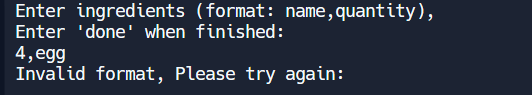 Enter ingredients (format: name,quantity),
Enter 'done' when finished:
4,egg
Invalid format, Please try again: